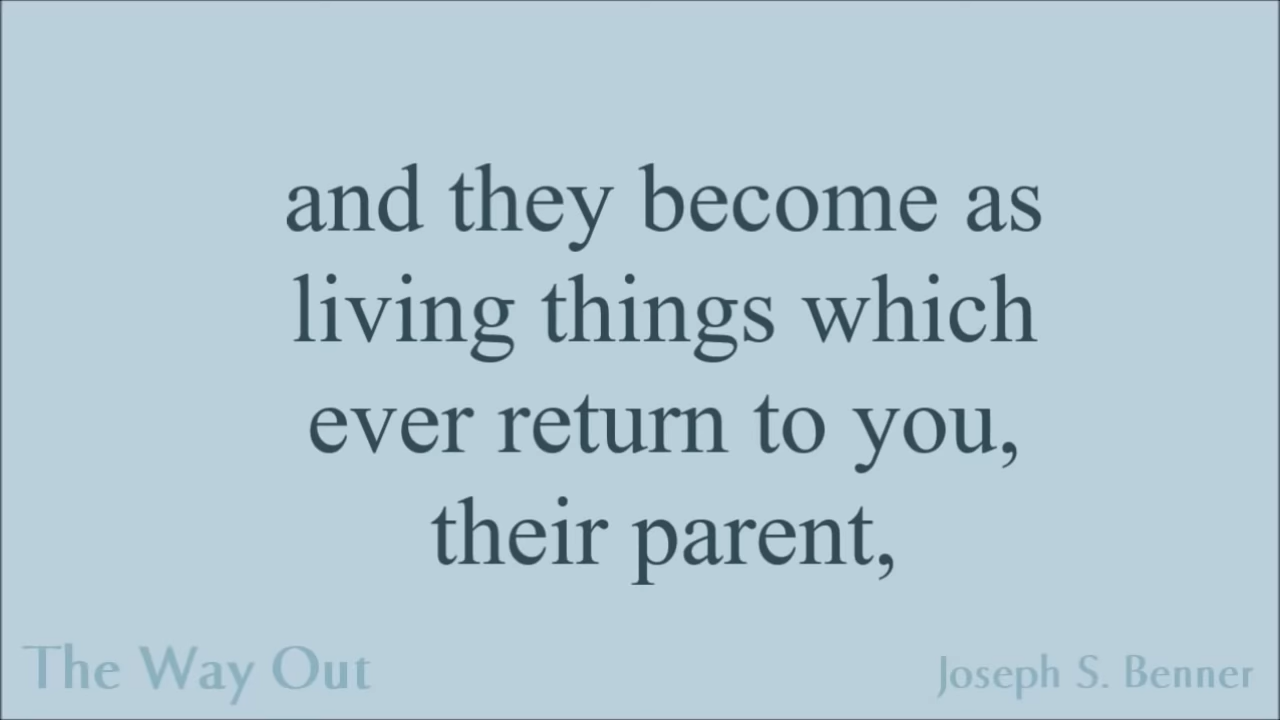 and they become as
living things which
ever return to you,
their parent,
The Way Out
Joseph S. Benner